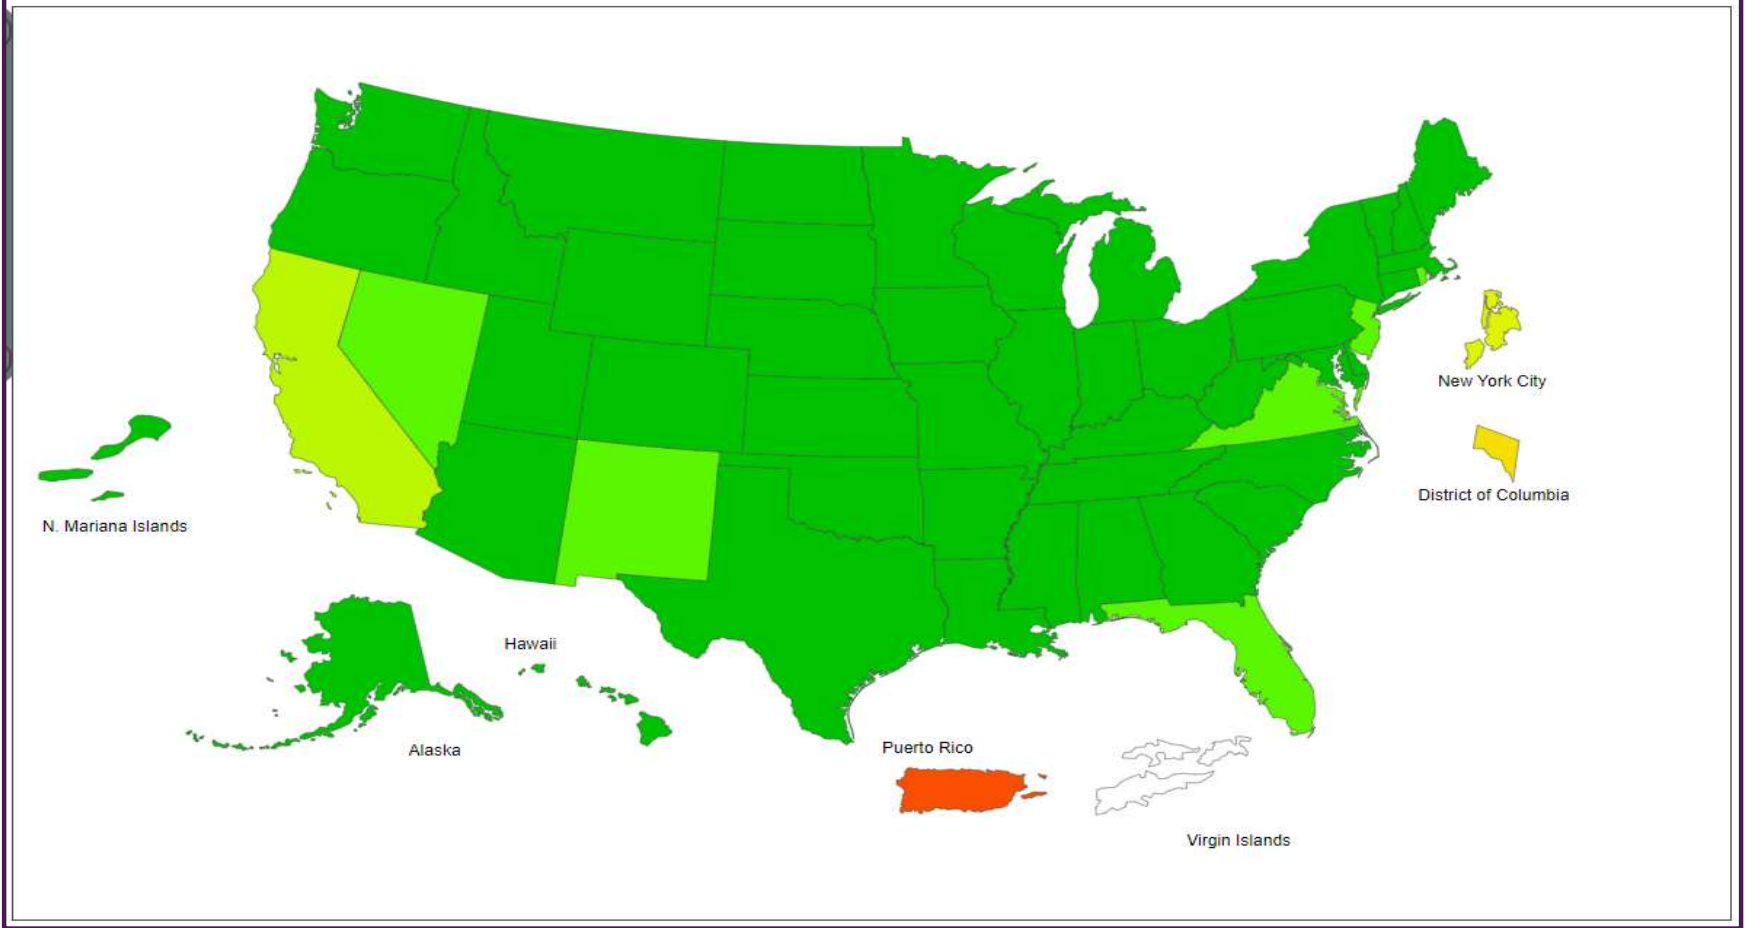 New York City
District of Columbia
N. Mariana Islands
Hawaii
Alaska
Puerto Rico
Virgin Islands